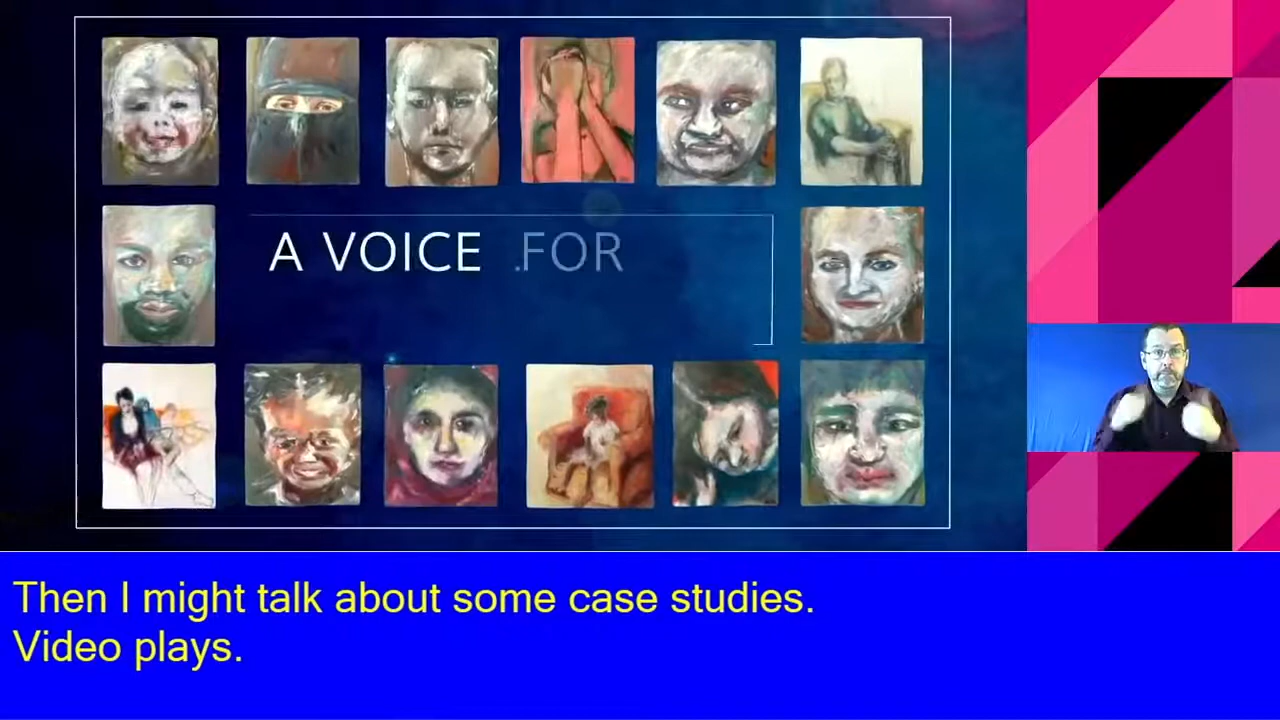 A VOICE .FOR
Then I might talk about some case studies.
Video plays.